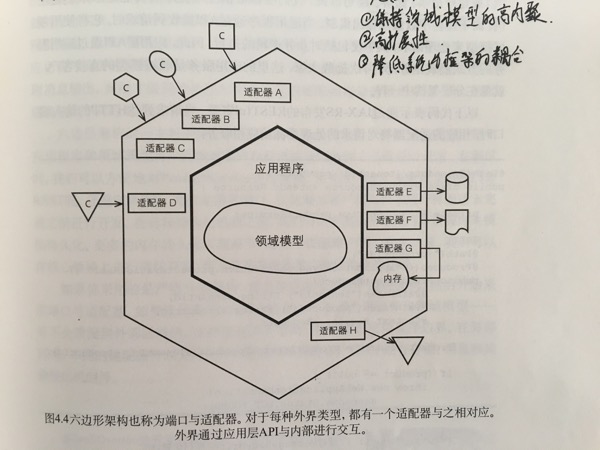 ①保持领域模型的高内聚.
②高扩展性.
③降低系统与框架的耦合
C
C
C
适配器 A
适配器 B
适配器 C
C
适配器 D
应用程序
领域模型
适配器 E
适配器 F
适配器 G
内存
适配器 H
图4.4六边形架构也称为端口与适配器。对于每种外界类型, 都有一个适配器与之相对应。
外界通过应用层API与内部进行交互。